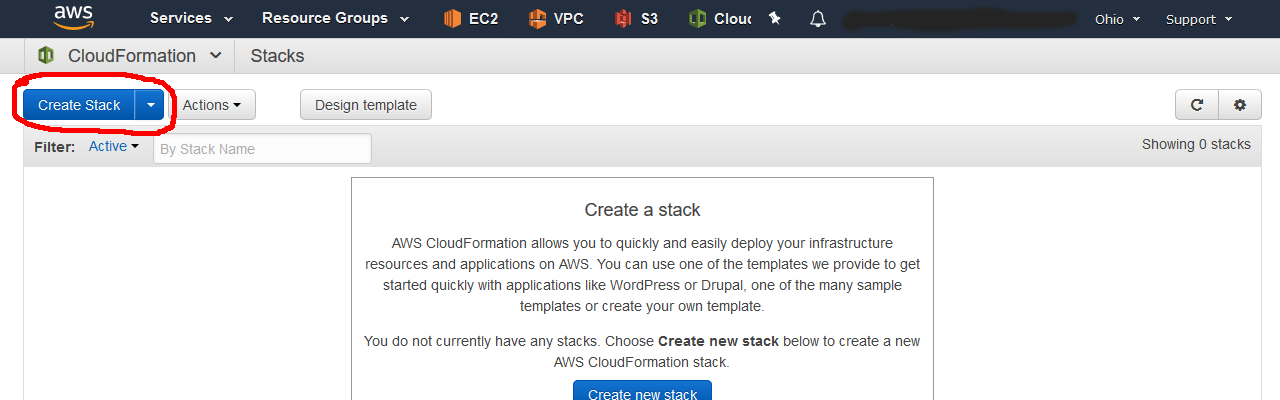 aws Services Resource Groups EC2 VPC S3 Cloud Ohio Support
CloudFormation Stacks
Create Stack Actions Design template
Filter: Active By Stack Name Showing 0 stacks
Create a stack
AWS CloudFormation allows you to quickly and easily deploy your infrastructure
resources and applications on AWS. You can use one of the templates we provide to get
started quickly with applications like WordPress or Drupal, one of the many sample
templates or create your own template.
You do not currently have any stacks. Choose Create new stack below to create a new
AWS CloudFormation stack.
Create new stack